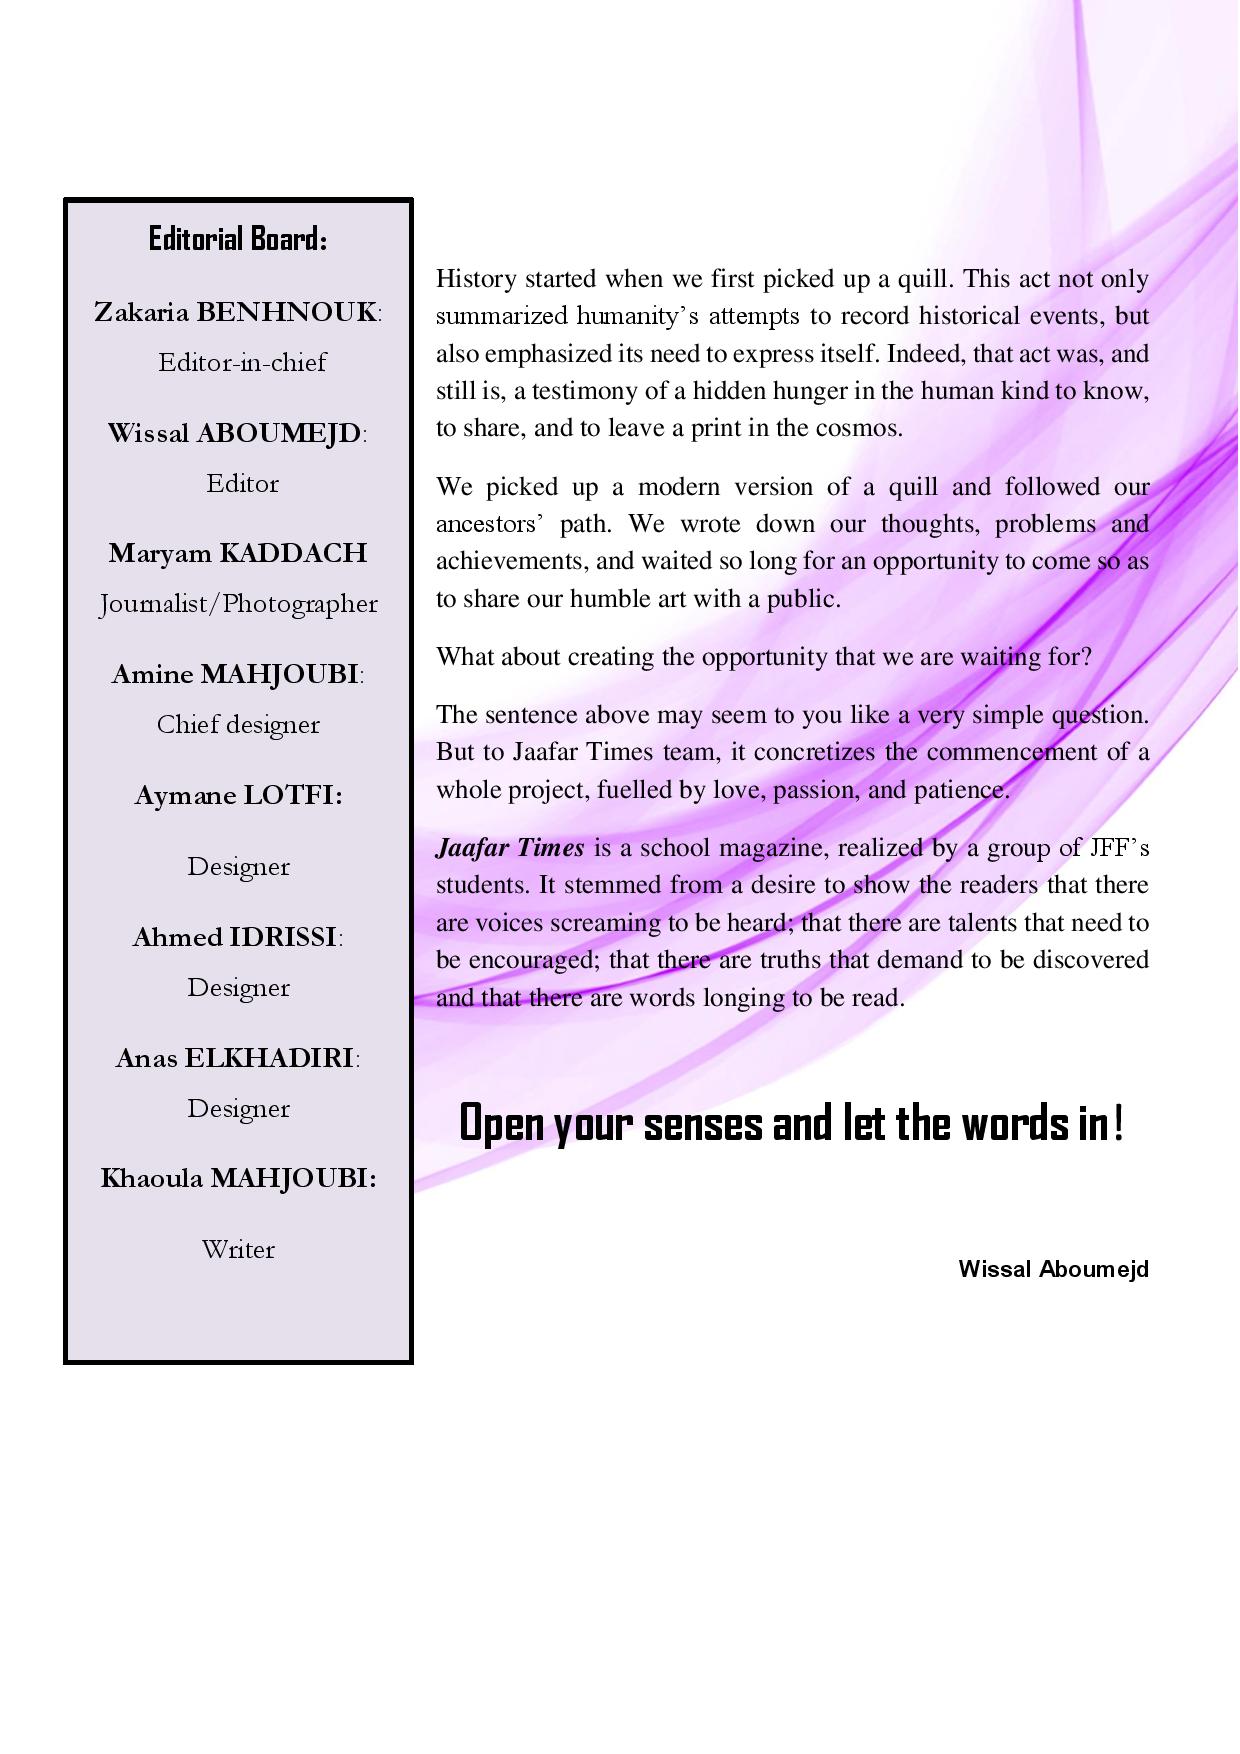 Editorial Board:
Zakaria BENHNOUK:
Editor-in-chief
Wissal ABOUMEJD:
Editor
Maryam KADDACH
Journalist/Photographer
Amine MAHJOUBI:
Chief designer
Aymane LOTFI:
Designer
Ahmed IDRISSI:
Designer
Anas ELKHADIRI:
Designer
Khaoula MAHJOUBI:
Writer
History started when we first picked up a quill. This act not only
summarized humanity’s attempts to record historical events, but
also emphasized its need to express itself. Indeed, that act was, and
still is, a testimony of a hidden hunger in the human kind to know,
to share, and to leave a print in the cosmos.
We picked up a modern version of a quill and followed our
ancestors’ path. We wrote down our thoughts, problems and
achievements, and waited so long for an opportunity to come so as
to share our humble art with a public.
What about creating the opportunity that we are waiting for?
The sentence above may seem to you like a very simple question.
But to Jaafar Times team, it concretizes the commencement of a
whole project, fuelled by love, passion, and patience.
Jaafar Times is a school magazine, realized by a group of JFF’s
students. It stemmed from a desire to show the readers that there
are voices screaming to be heard; that there are talents that need to
be encouraged; that there are truths that demand to be discovered
and that there are words longing to be read.
Open your senses and let the words in!
Wissal Aboumejd